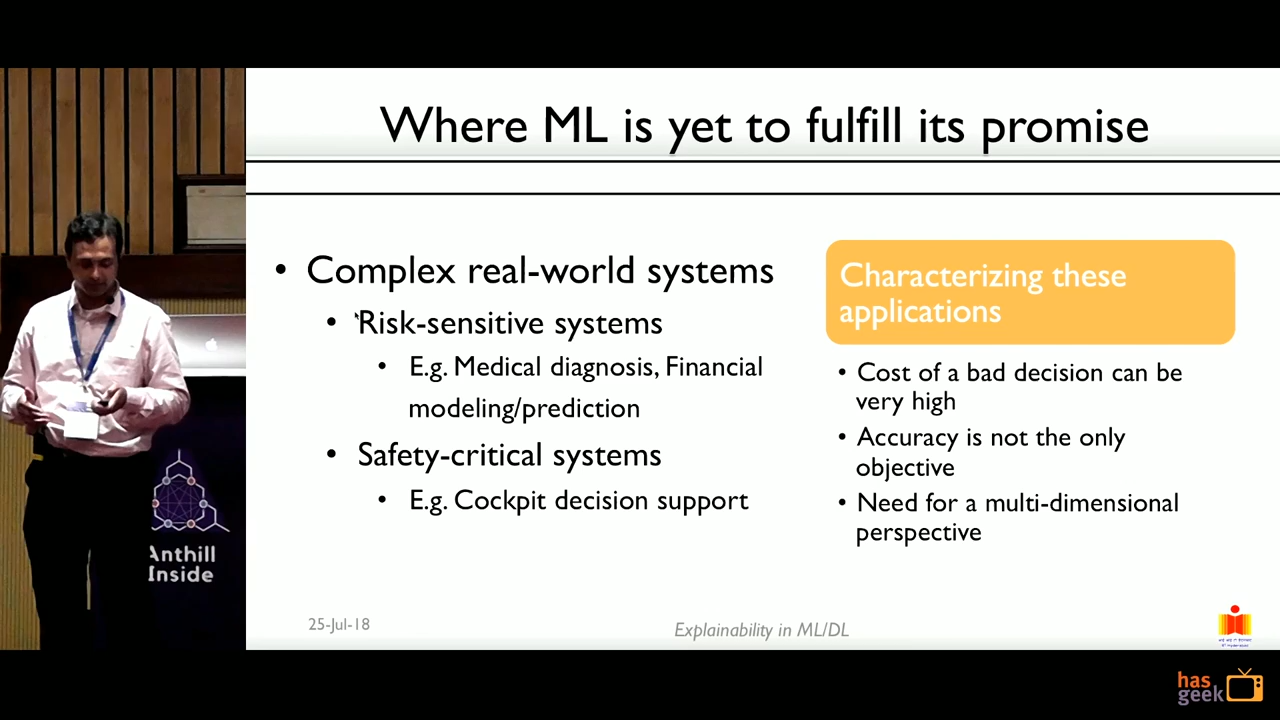 Where ML is yet to fulfill its promise
• Complex real-world systems
• Risk-sensitive systems
• E.g. Medical diagnosis, Financial
modeling/prediction
• Safety-critical systems
• E.g. Cockpit decision support
Characterizing these
applications
• Cost of a bad decision can be
very high
• Accuracy is not the only
objective
• Need for a multi-dimensional
perspective
25-Jul-18
Explainability in ML/DL
Anthill
Inside
has
geek